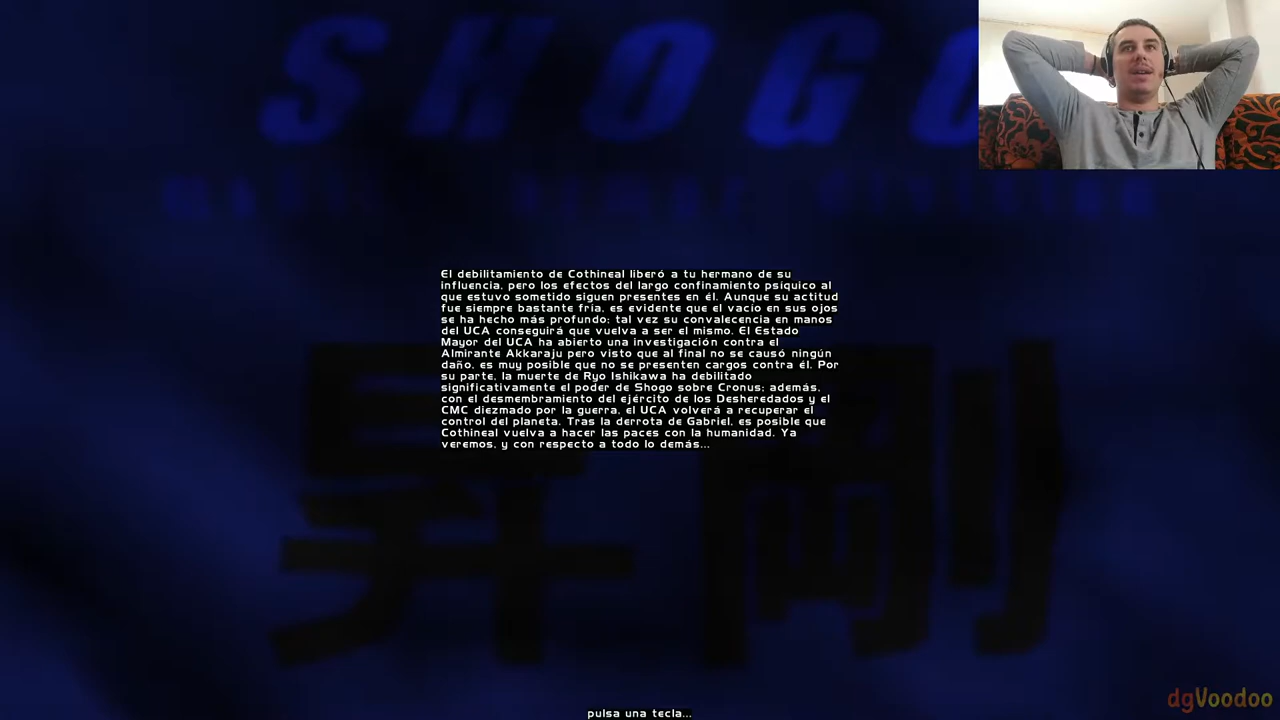 SHOGO
El debilitamiento de Cothineal liberó a tu hermano de su
influencia, pero los efectos del largo confinamiento psíquico al
que estuvo sometido siguen presentes en él. Aunque su actitud
fue siempre bastante fría, es evidente que el vacío en sus ojos
se ha hecho más profundo; tal vez su convalecencia en manos
del UCA conseguirá que vuelva a ser el mismo. El Estado
Mayor del UCA ha abierto una investigación contra el
Almirante Akkaraju pero visto que al final no se causó ningún
daño, es muy posible que no se presenten cargos contra él. Por
su parte, la muerte de Ryo Ishikawa ha debilitado
significativamente el poder de Shogo sobre Cronus; además,
con el desmembramiento del ejército de los Desheredados y el
CMC diezmado por la guerra, el UCA volverá a recuperar el
control del planeta. Tras la derrota de Gabriel, es posible que
Cothineal vuelva a hacer las paces con la humanidad. Ya
veremos, y con respecto a todo lo demás...
pulsa una tecla...
dgVoodoo